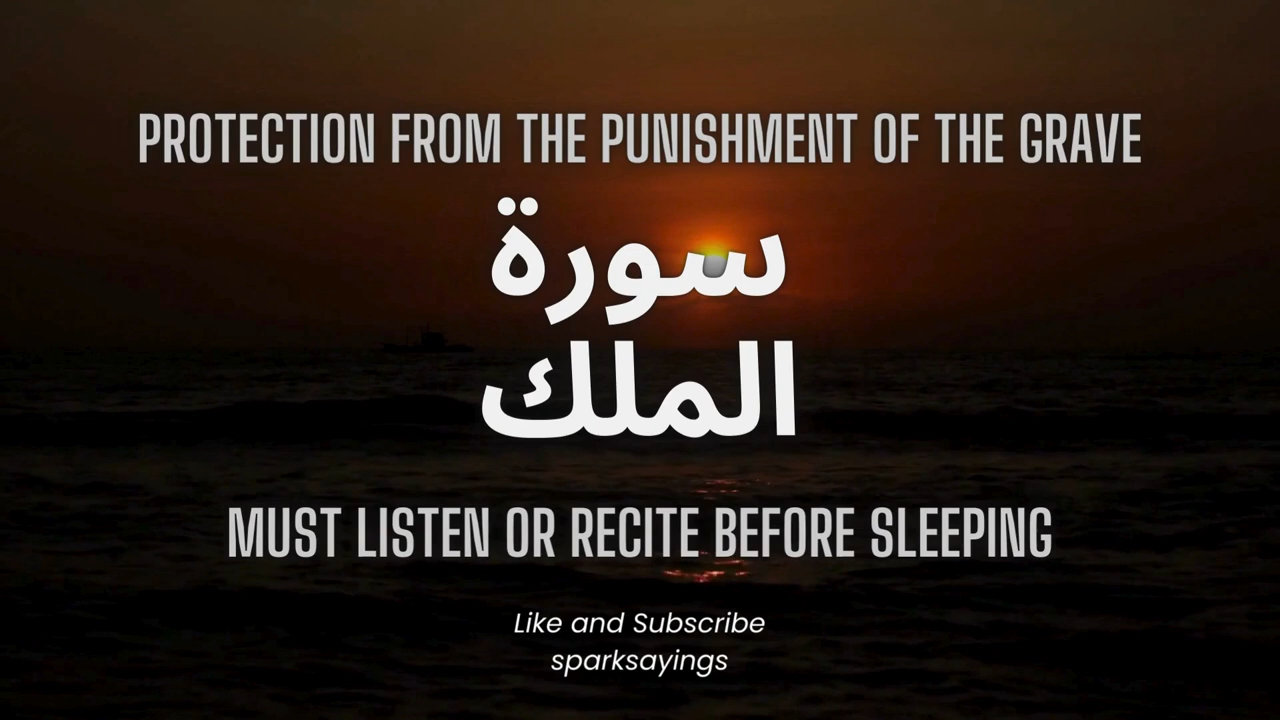 PROTECTION FROM THE PUNISHMENT OF THE GRAVE
سورة
الملك
MUST LISTEN OR RECITE BEFORE SLEEPING
Like and Subscribe
sparksayings